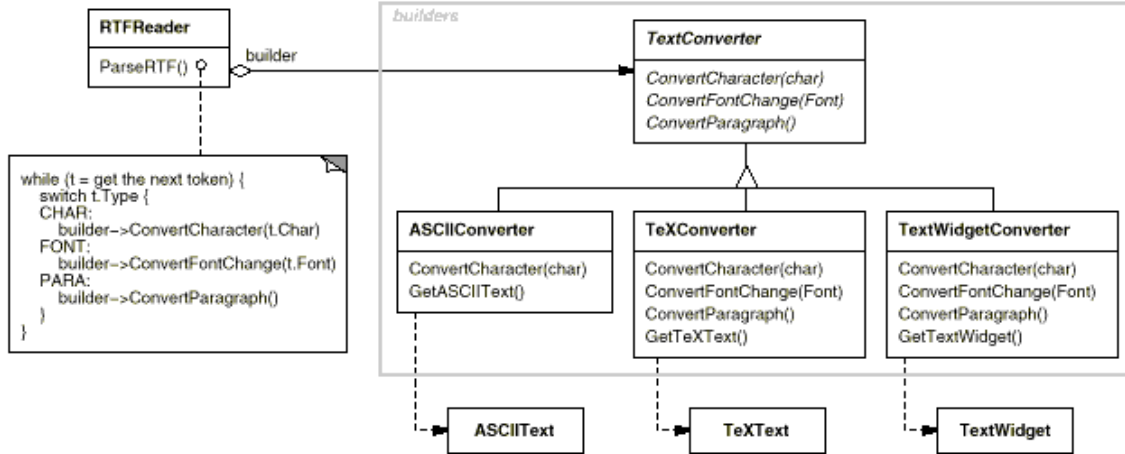 builders
RTFReader
ParseRTF()
builder
TextConverter
ConvertCharacter(char)
ConvertFontChange(Font)
ConvertParagraph()
while (t = get the next token) {
switch t.Type {
CHAR:
builder->ConvertCharacter(t.Char)
FONT:
builder->ConvertFontChange(t.Font)
PARA:
builder->ConvertParagraph()
}
}
ASCIIConverter
ConvertCharacter(char)
GetASCIIText()
TeXConverter
ConvertCharacter(char)
ConvertFontChange(Font)
ConvertParagraph()
GetTeXText()
TextWidgetConverter
ConvertCharacter(char)
ConvertFontChange(Font)
ConvertParagraph()
GetTextWidget()
ASCIIText
TeXText
TextWidget